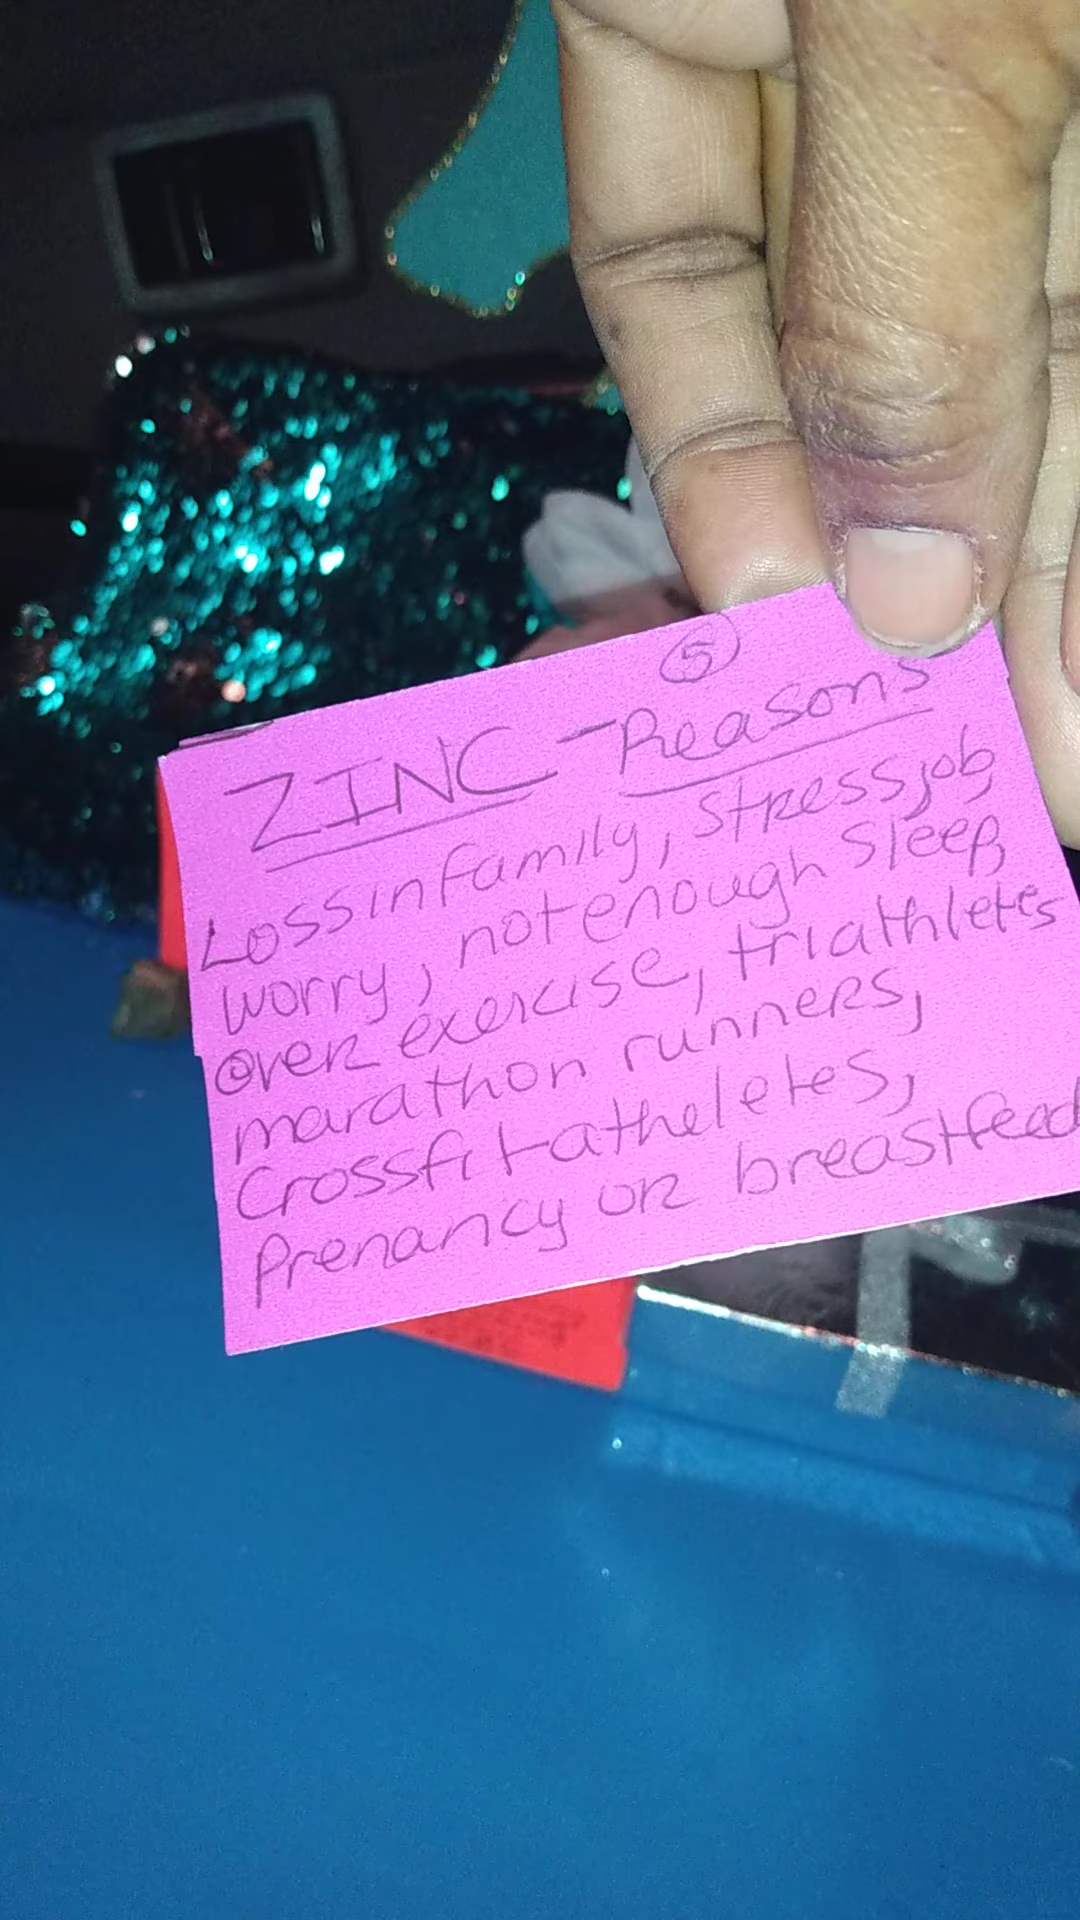 5
ZINC - Reasons
Loss in family, stress job,
worry, not enough sleep,
over exercise, triathletes
marathon runners,
Crossfit atheletes,
Prenancy or breastfeed